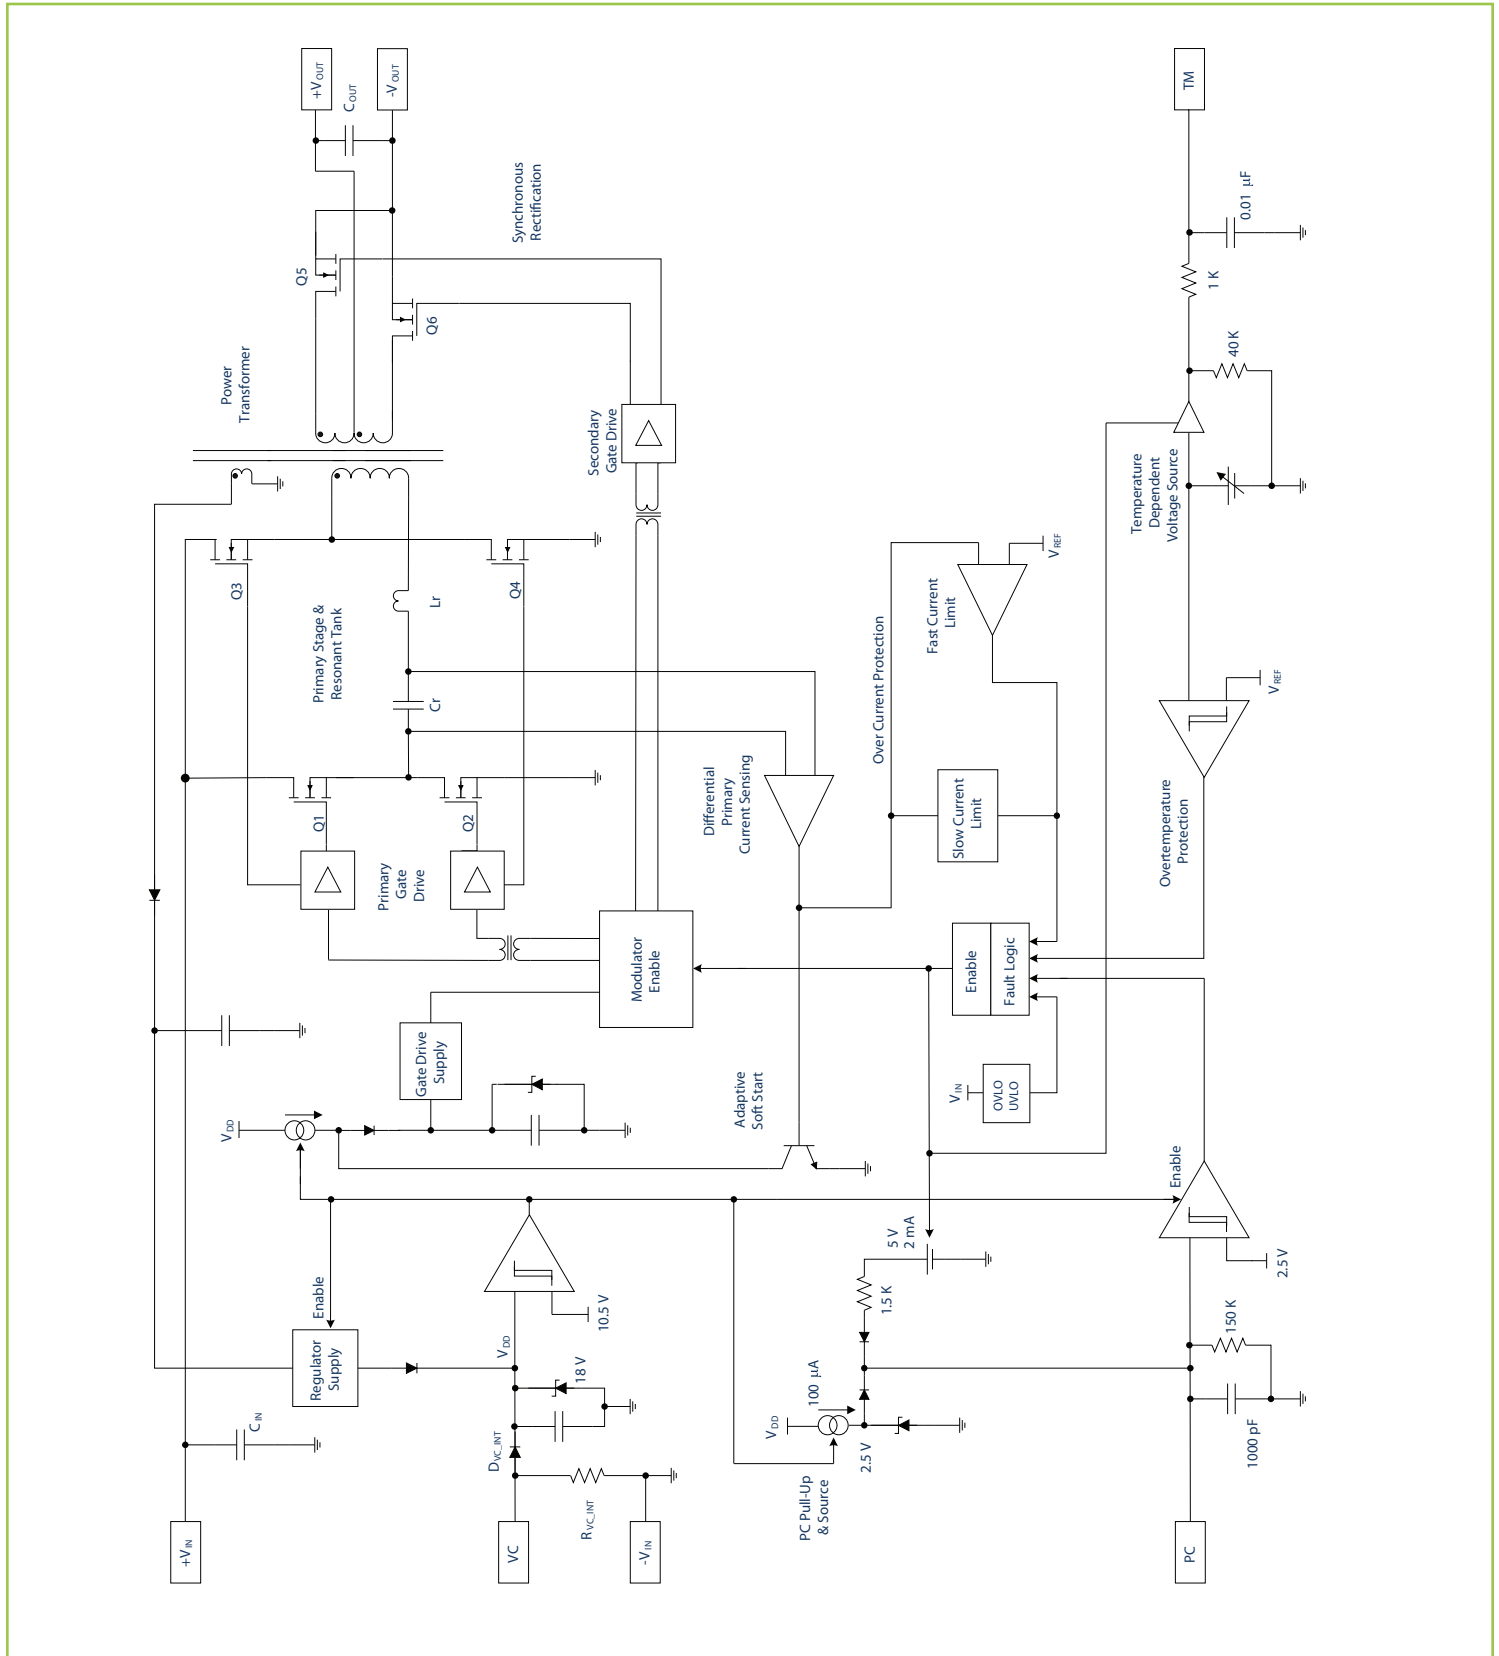 +VOUT
-VOUT
COUT
TM
Synchronous
Rectification
0.01 μF
Q5
Q6
1 K
Power
Transformer
40 K
Secondary
Gate Drive
Temperature
Dependent
Voltage Source
Q3
Q4
Primary Stage &
Resonant Tank
Lr
Cr
VREF
Fast Current
Limit
Over Current Protection
VREF
Q1
Q2
Differential
Primary
Current Sensing
Slow Current
Limit
Overtemperature
Protection
Primary
Gate
Drive
Modulator
Enable
Enable
Fault Logic
Gate Drive
Supply
VDD
Adaptive
Soft Start
VIN
OVLO
UVLO
Enable
Enable
5 V
2 mA
2.5 V
10.5 V
1.5 K
150 K
Regulator
Supply
VDD
18 V
100 μA
VDD
2.5 V
1000 pF
CIN
DVC_INT
RVC_INT
PC Pull-Up
& Source
+VIN
VC
-VIN
PC